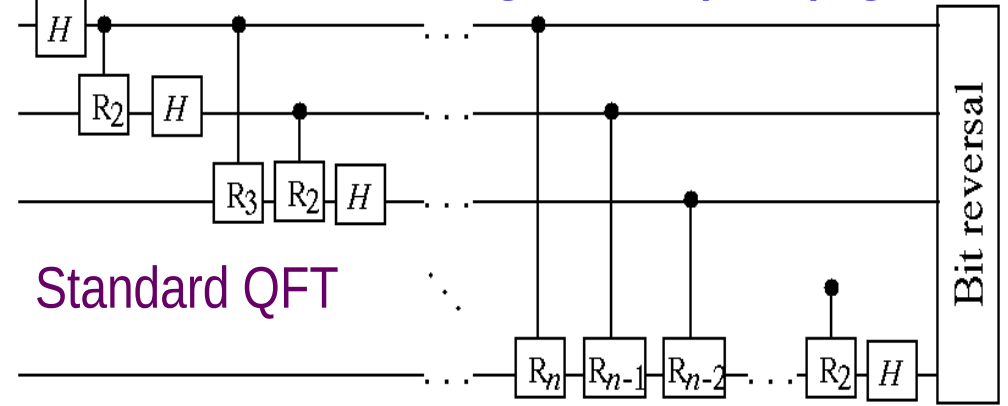 H
R2 H
R3 R2 H
Standard QFT
Rn Rn-1 Rn-2 ... R2 H
Bit reversal